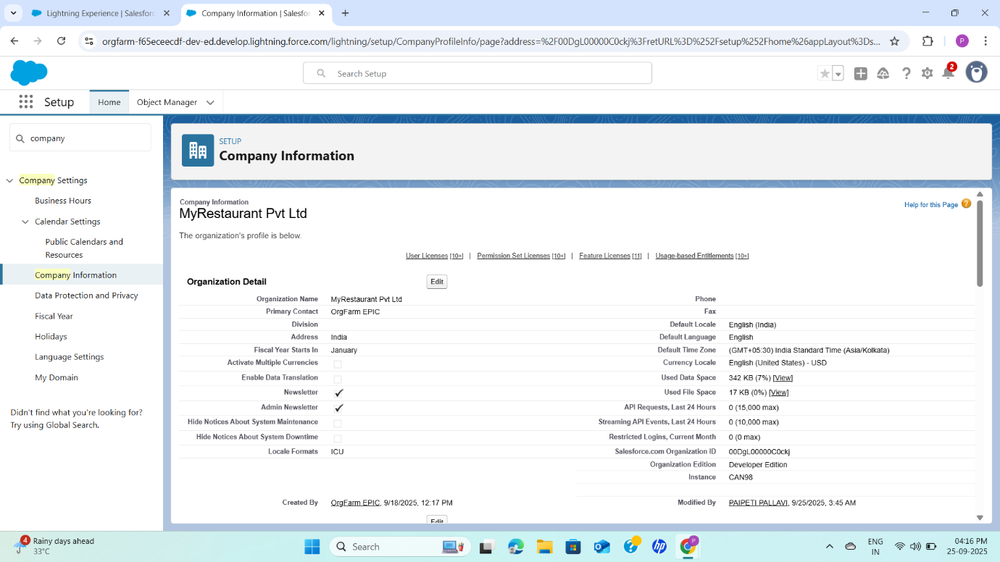 Lightning Experience | Salesforc
Company Information | Salesfor
orgfarm-f65eceecdf-dev-ed.develop.lightning.force.com/lightning/setup/CompanyProfileInfo/page?address=%2F00DgL00000C0ckj%3FretURL%3D%252Fsetup%252Fhome%26appLayout%3Ds...
P
Search Setup
2
Setup
Home
Object Manager
company
Company Settings
Business Hours
Calendar Settings
Public Calendars and
Resources
Company Information
Data Protection and Privacy
Fiscal Year
Holidays
Language Settings
My Domain
Didn't find what you're looking for?
Try using Global Search.
SETUP
Company Information
Company Information
MyRestaurant Pvt Ltd
Help for this Page ?
The organization's profile is below.
User Licenses [10+] | Permission Set Licenses [10+] | Feature Licenses [11] | Usage-based Entitlements [10+]
Organization Detail Edit
Organization Name MyRestaurant Pvt Ltd Phone
Primary Contact OrgFarm EPIC Fax
Division Default Locale English (India)
Address India Default Language English
Fiscal Year Starts In January Default Time Zone (GMT+05:30) India Standard Time (Asia/Kolkata)
Activate Multiple Currencies Currency Locale English (United States) - USD
Enable Data Translation Used Data Space 342 KB (7%) [View]
Newsletter Used File Space 17 KB (0%) [View]
Admin Newsletter API Requests, Last 24 Hours 0 (15,000 max)
Hide Notices About System Maintenance Streaming API Events, Last 24 Hours 0 (10,000 max)
Hide Notices About System Downtime Restricted Logins, Current Month 0 (0 max)
Locale Formats ICU Salesforce.com Organization ID 00DgL00000C0ckj
Organization Edition Developer Edition
Instance CAN98
Created By OrgFarm EPIC, 9/18/2025, 12:17 PM Modified By PAIPETI PALLAVI, 9/25/2025, 3:45 AM
Edit
4
Rainy days ahead
33°C
Search
hp
P
ENG
IN
04:16 PM
25-09-2025